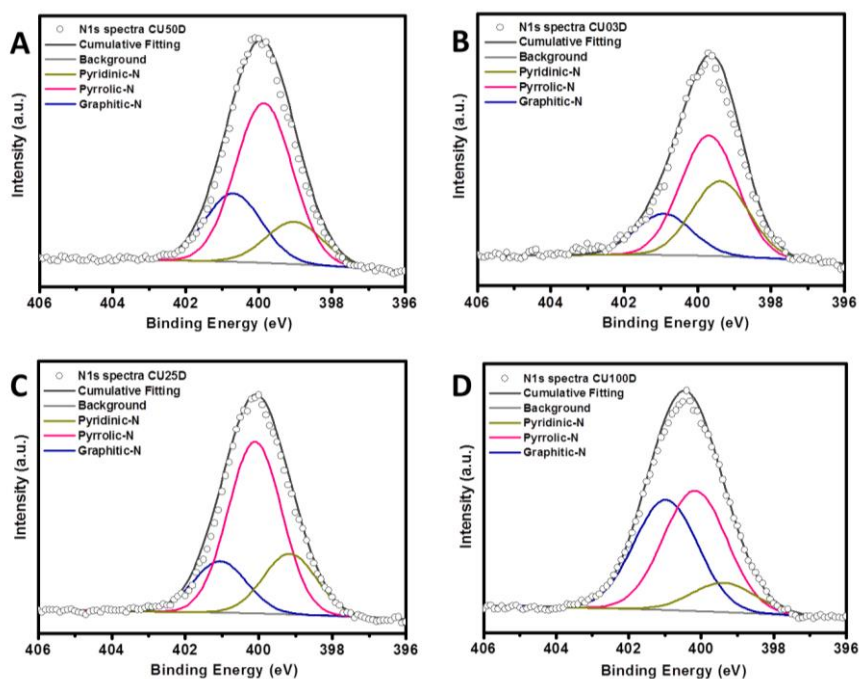 A
N1s spectra CU50D
Cumulative Fitting
Background
Pyridinic-N
Pyrrolic-N
Graphitic-N
Intensity (a.u.)
406 404 402 400 398 396
Binding Energy (eV)
B
N1s spectra CU03D
Cumulative Fitting
Background
Pyridinic-N
Pyrrolic-N
Graphitic-N
Intensity (a.u.)
406 404 402 400 398 396
Binding Energy (eV)
C
N1s spectra CU25D
Cumulative Fitting
Background
Pyridinic-N
Pyrrolic-N
Graphitic-N
Intensity (a.u.)
406 404 402 400 398 396
Binding Energy (eV)
D
N1s spectra CU100D
Cumulative Fitting
Background
Pyridinic-N
Pyrrolic-N
Graphitic-N
Intensity (a.u.)
406 404 402 400 398 396
Binding Energy (eV)